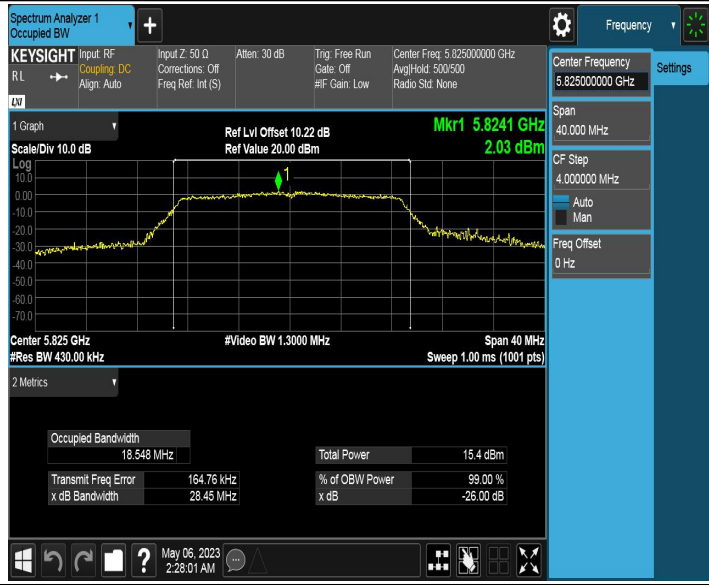 Spectrum Analyzer 1
Occupied BW
Frequency
KEYSIGHT
RL
LXI
Input: RF
Coupling: DC
Align: Auto
Input Z: 50 Ω
Corrections: Off
Freq Ref: Int (S)
Atten: 30 dB
Trig: Free Run
Gate: Off
#IF Gain: Low
Center Freq: 5.825000000 GHz
Avg|Hold: 500/500
Radio Std: None
Center Frequency
5.825000000 GHz
Settings
Span
40.000 MHz
CF Step
4.000000 MHz
Auto
Man
Freq Offset
0 Hz
1 Graph
Scale/Div 10.0 dB
Ref Lvl Offset 10.22 dB
Ref Value 20.00 dBm
Mkr1 5.8241 GHz
2.03 dBm
Log
10.0
0.00
-10.0
-20.0
-30.0
-40.0
-50.0
-60.0
-70.0
1
Center 5.825 GHz
#Video BW 1.3000 MHz
Span 40 MHz
#Res BW 430.00 kHz
Sweep 1.00 ms (1001 pts)
2 Metrics
Occupied Bandwidth
18.548 MHz
Total Power 15.4 dBm
Transmit Freq Error 164.76 kHz
% of OBW Power 99.00 %
x dB Bandwidth 28.45 MHz
x dB -26.00 dB
?
May 06, 2023
2:28:01 AM